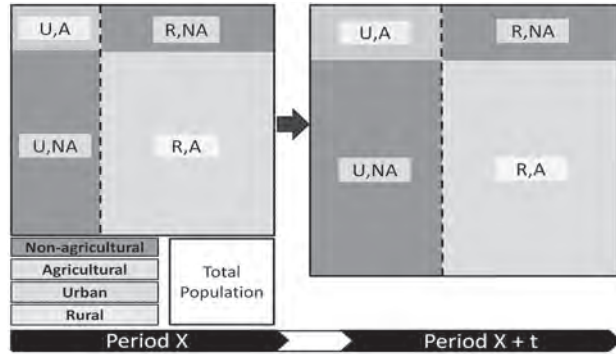 U,A
R,NA
U,NA
R,A
U,A
R,NA
U,NA
R,A
Non-agricultural
Agricultural
Urban
Rural
Total
Population
Period X
Period X + t